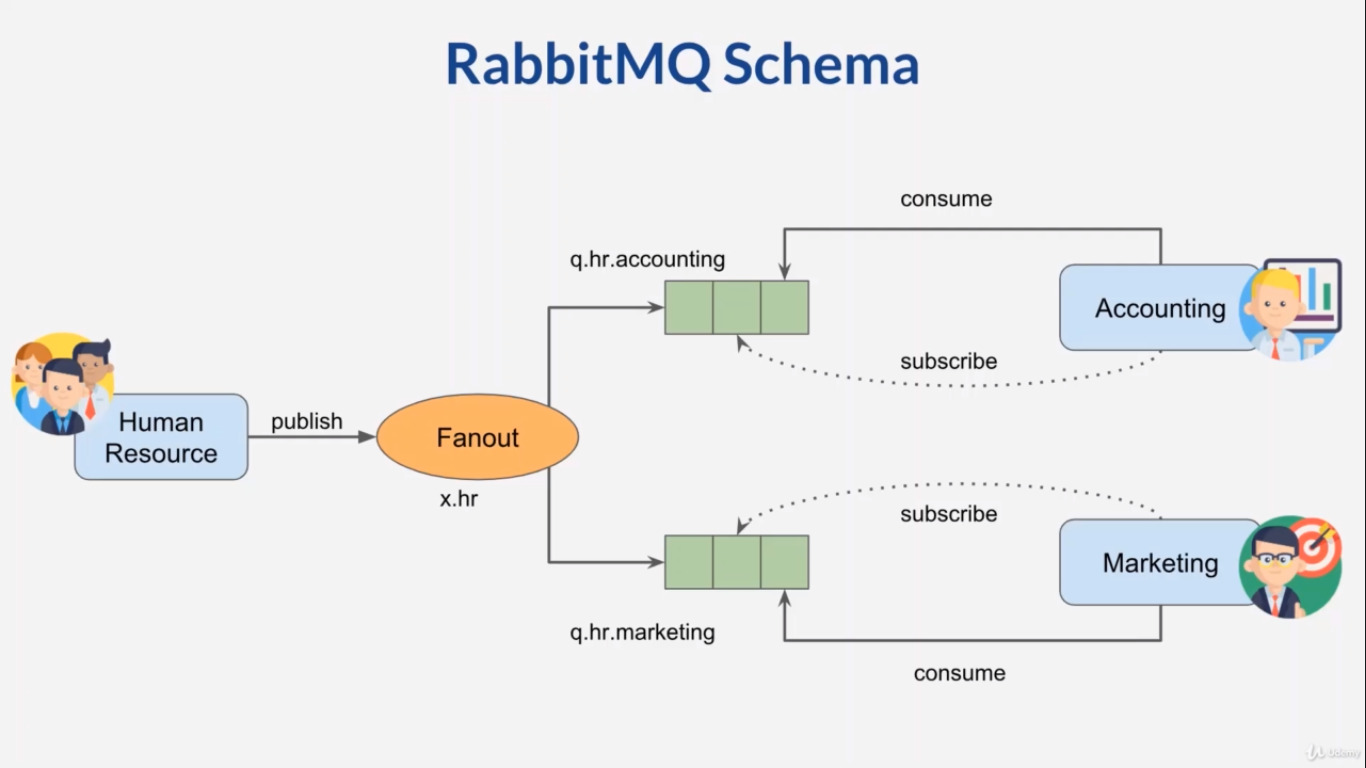 RabbitMQ Schema
consume
q.hr.accounting
Accounting
subscribe
Human
Resource
publish
Fanout
x.hr
subscribe
Marketing
q.hr.marketing
consume
Udemy